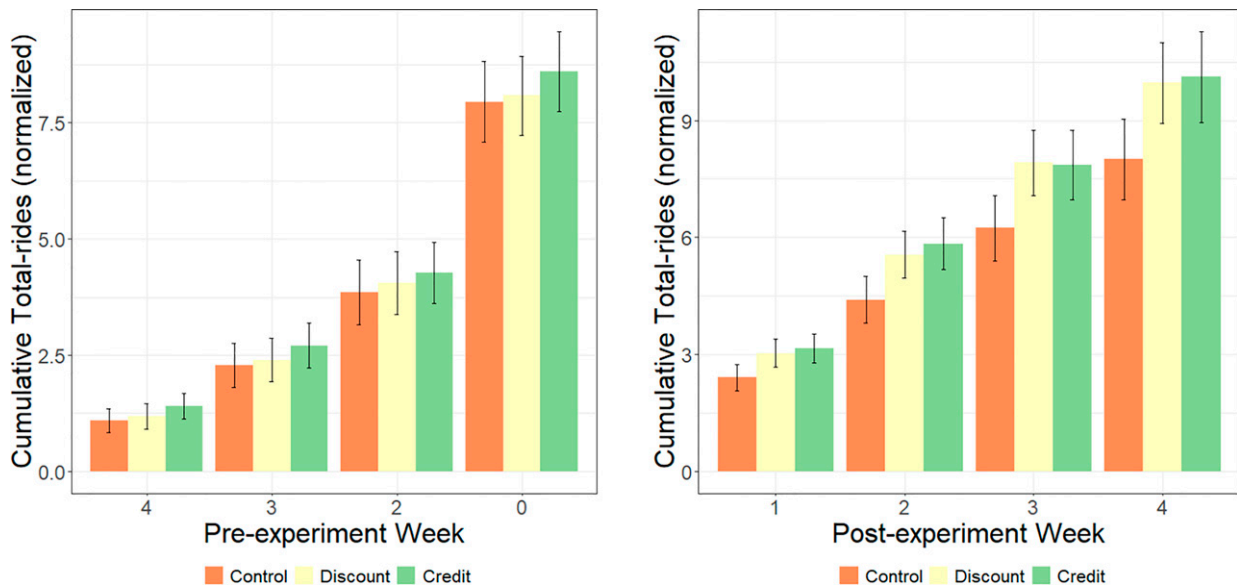 Cumulative Total-rides (normalized)
7.5
5.0
2.5
0.0
4 3 2 0
Pre-experiment Week
Control Discount Credit
Cumulative Total-rides (normalized)
9
6
3
0
1 2 3 4
Post-experiment Week
Control Discount Credit